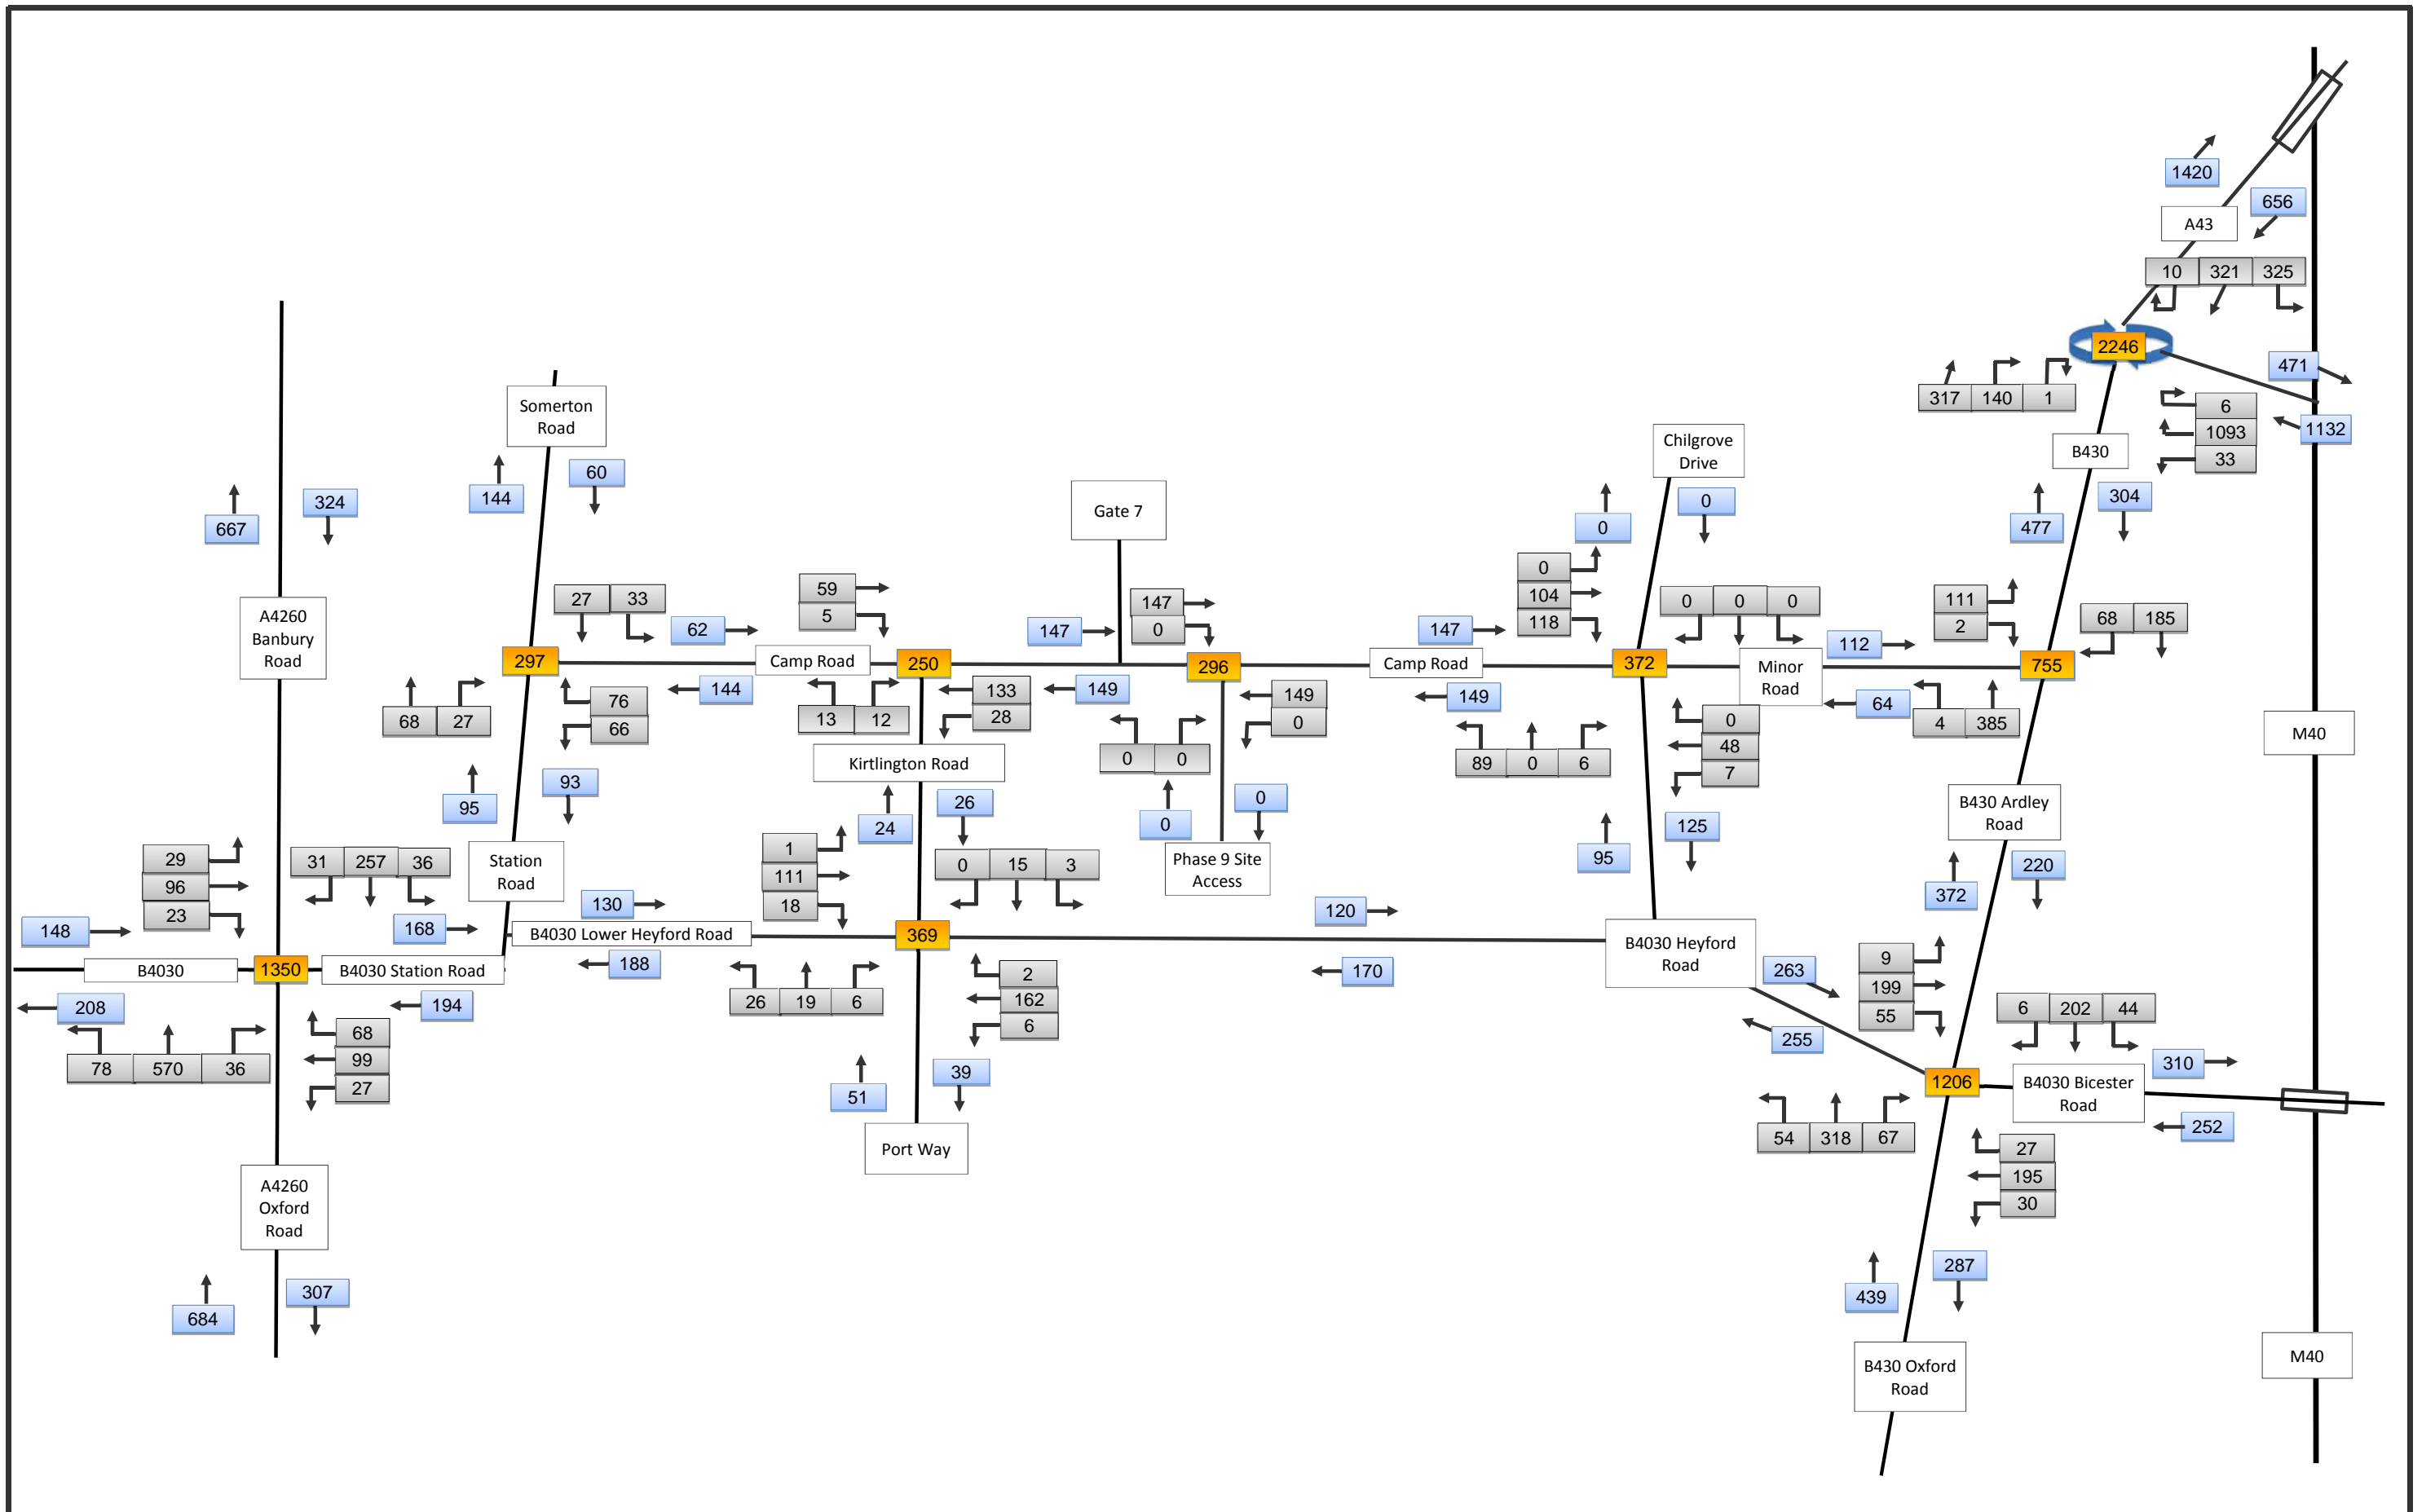 1420
656
A43
10 321 325
2246
471
317 140 1
6
1093
33
1132
Somerton
Road
Chilgrove
Drive
B430
144
60
667
324
Gate 7
0
0
477
304
A4260
Banbury
Road
27 33
62
59
5
147
147
0
147
0
104
118
0 0 0
112
111
2
68 185
297
Camp Road
250
296
Camp Road
372
Minor
Road
755
68 27
76
66
144
13 12
133
28
149
149
0
149
64
4 385
0 0
89 0 6
0
48
7
M40
Kirtlington Road
95
93
24
26
0
0
95
125
B430 Ardley
Road
29
96
23
31 257 36
Station
Road
1
111
18
0 15 3
Phase 9 Site
Access
372
220
148
168
130
120
B4030 Lower Heyford Road
369
B4030 Heyford
Road
B4030
1350
B4030 Station Road
188
170
263
9
199
55
208
194
26 19 6
2
162
6
255
6 202 44
78 570 36
68
99
27
51
39
1206
B4030 Bicester
Road
310
252
54 318 67
27
195
30
Port Way
A4260
Oxford
Road
684
307
439
287
B430 Oxford
Road
M40